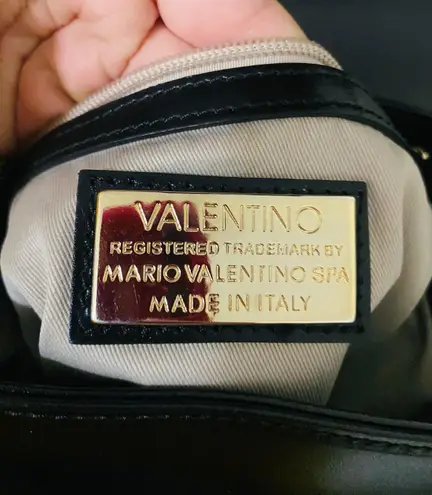 VALENTINO
REGISTERED TRADEMARK BY
MARIO VALENTINO SPA
MADE IN ITALY